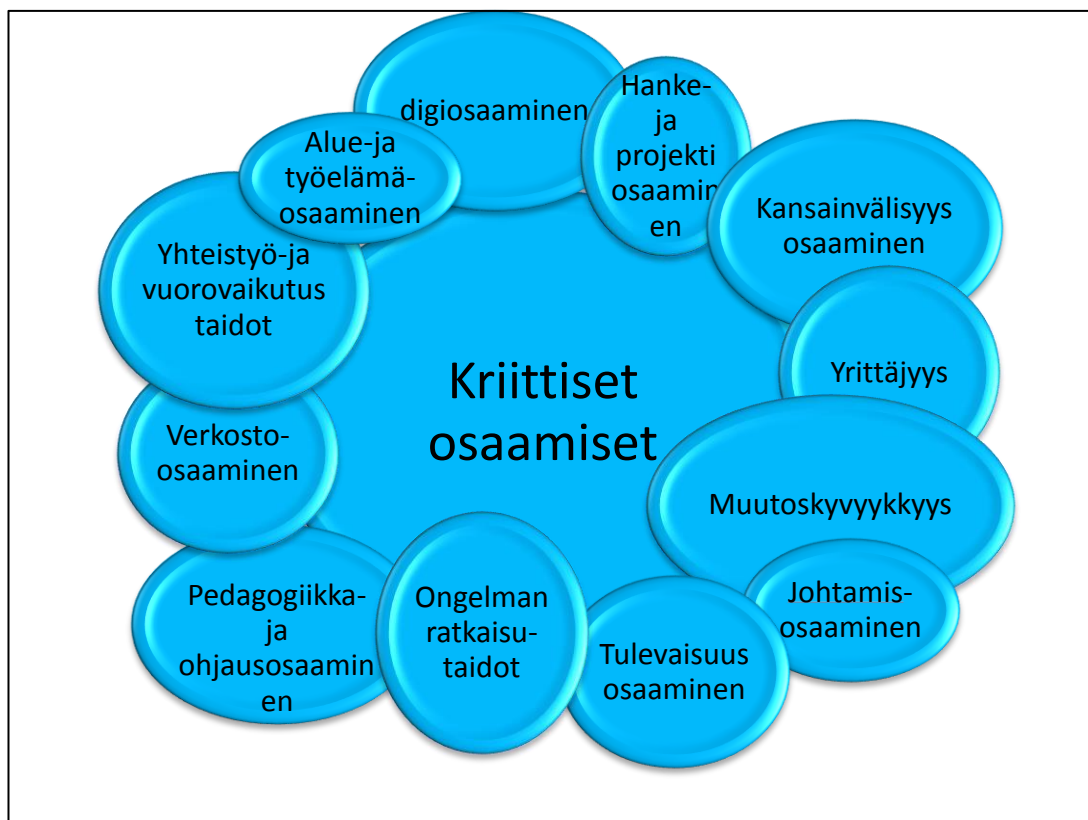 digiosaaminen
Hanke-
ja
projekti
osaamin
en
Alue-ja
työelämä-
osaaminen
Kansainvälisyys
osaaminen
Yhteistyö-ja
vuorovaikutus
taidot
Yrittäjyys
Kriittiset
osaamiset
Verkosto-
osaaminen
Muutoskyvyykkyys
Pedagogiikka-
ja
ohjausosaamin
en
Ongelman
ratkaisu-
taidot
Tulevaisuus
osaaminen
Johtamis-
osaaminen